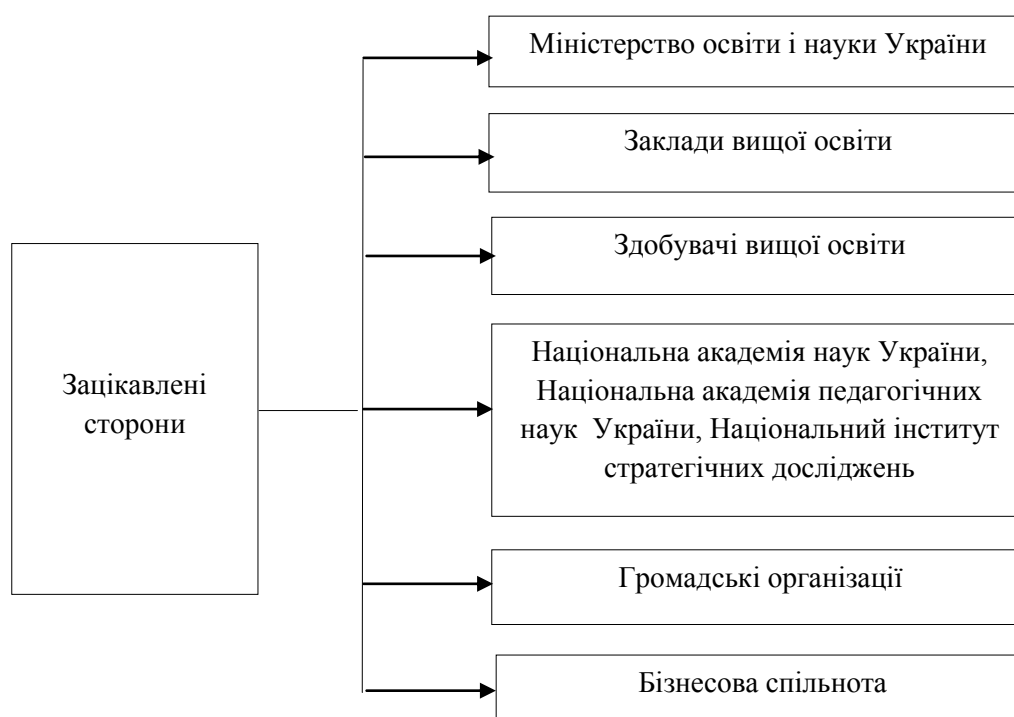 Міністерство освіти і науки України
Заклади вищої освіти
Здобувачі вищої освіти
Зацікавлені
сторони
Національна академія наук України,
Національна академія педагогічних
наук України, Національний інститут
стратегічних досліджень
Громадські організації
Бізнесова спільнота